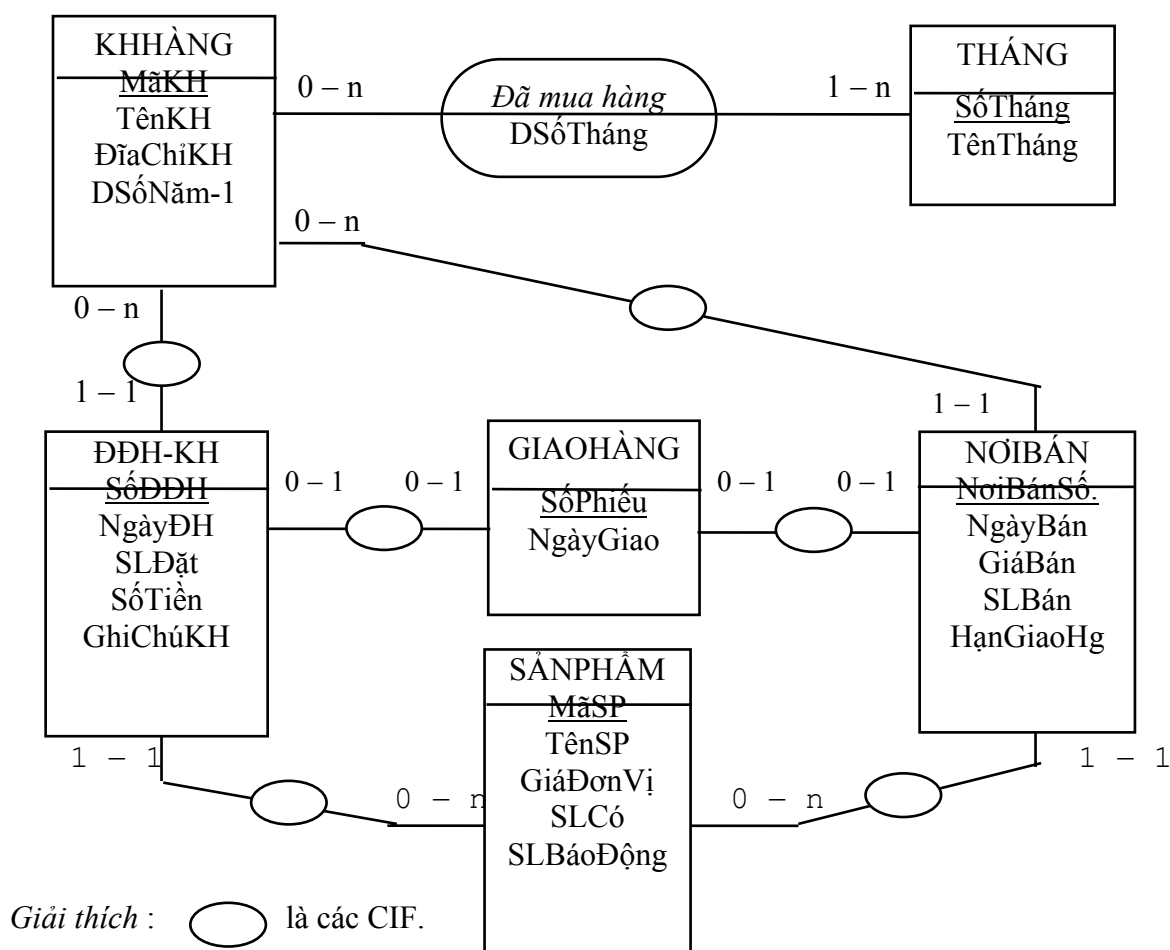 KHHÀNG
MãKH
TênKH
ĐĩaChỉKH
DSốNăm-1
0 – n
Đã mua hàng
DSốTháng
1 – n
THÁNG
SốTháng
TênTháng
0 – n
0 – n
1 – 1
1 – 1
ĐĐH-KH
SốĐĐH
NgàyĐH
SLĐặt
SốTiền
GhiChúKH
0 – 1
0 – 1
GIAOHÀNG
SốPhiếu
NgàyGiao
0 – 1
0 – 1
NƠIBÁN
NơiBánSố.
NgàyBán
GiáBán
SLBán
HạnGiaoHg
SẢNPHẨM
MãSP
TênSP
GiáĐơnVị
SLCó
SLBáoĐộng
1 – 1
0 – n
0 – n
1 – 1
Giải thích : là các CIF.